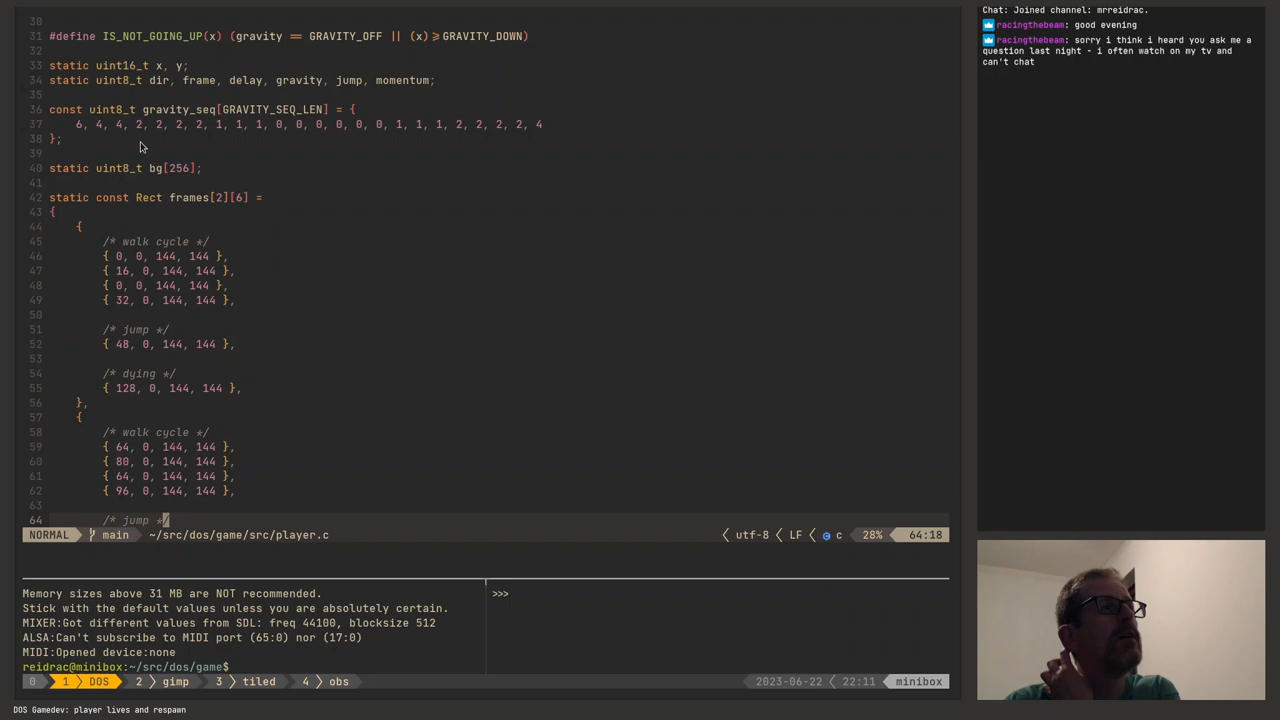 30
31 #define IS_NOT_GOING_UP(x) (gravity == GRAVITY_OFF || (x)>=GRAVITY_DOWN)
32
33 static uint16_t x, y;
34 static uint8_t dir, frame, delay, gravity, jump, momentum;
35
36 const uint8_t gravity_seq[GRAVITY_SEQ_LEN] = {
37     6, 4, 4, 2, 2, 2, 2, 1, 1, 1, 0, 0, 0, 0, 0, 0, 1, 1, 1, 2, 2, 2, 2, 4
38 };
39
40 static uint8_t bg[256];
41
42 static const Rect frames[2][6] =
43 {
44     {
45         /* walk cycle */
46         { 0, 0, 144, 144 },
47         { 16, 0, 144, 144 },
48         { 0, 0, 144, 144 },
49         { 32, 0, 144, 144 },
50
51         /* jump */
52         { 48, 0, 144, 144 },
53
54         /* dying */
55         { 128, 0, 144, 144 },
56     },
57     {
58         /* walk cycle */
59         { 64, 0, 144, 144 },
60         { 80, 0, 144, 144 },
61         { 64, 0, 144, 144 },
62         { 96, 0, 144, 144 },
63
64         /* jump */
NORMAL main ~/src/dos/game/src/player.c utf-8 LF c 28% 64:18
Memory sizes above 31 MB are NOT recommended.
Stick with the default values unless you are absolutely certain.
MIXER:Got different values from SDL: freq 44100, blocksize 512
ALSA:Can't subscribe to MIDI port (65:0) nor (17:0)
MIDI:Opened device:none
reidrac@minibox:~/src/dos/game$
>>>
0 1 DOS 2 gimp 3 tiled 4 obs 2023-06-22 22:11 minibox
DOS Gamedev: player lives and respawn
Chat: Joined channel: mrreidrac.
racingthebeam: good evening
racingthebeam: sorry i think i heard you ask me a
question last night - i often watch on my tv and
can't chat